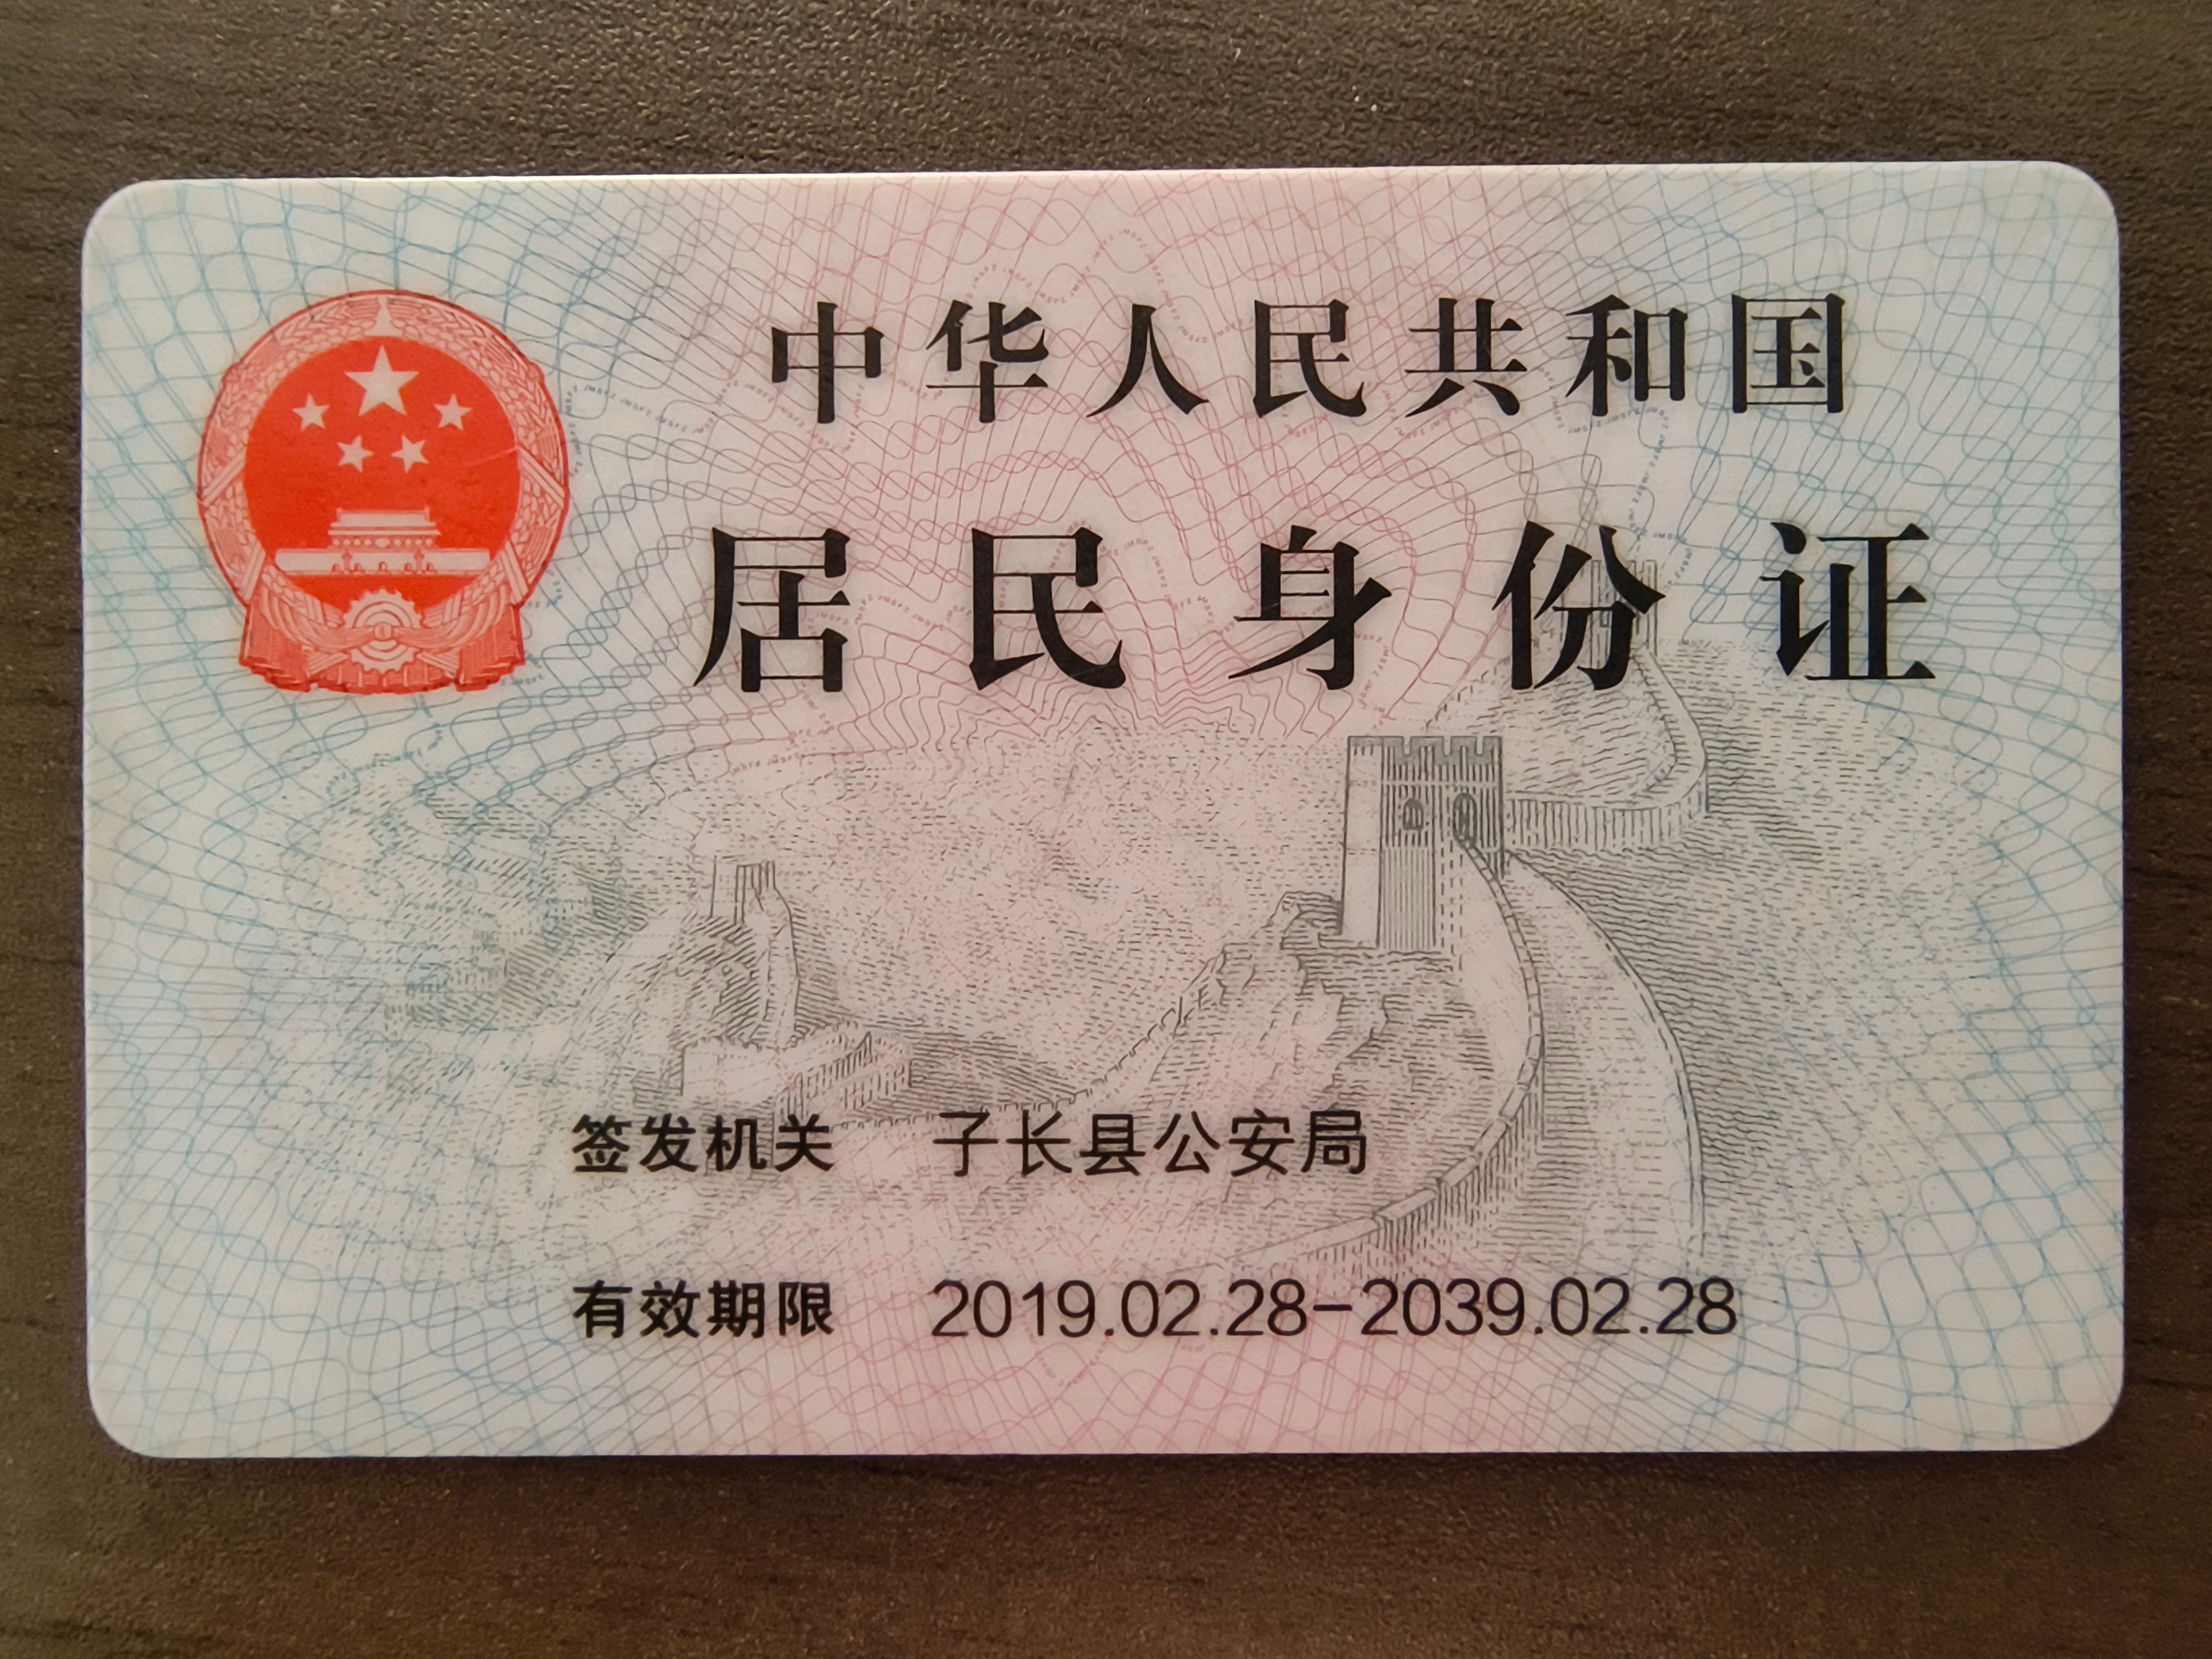 中华人民共和国
居民身份证
签发机关 子长县公安局
有效期限 2019.02.28-2039.02.28